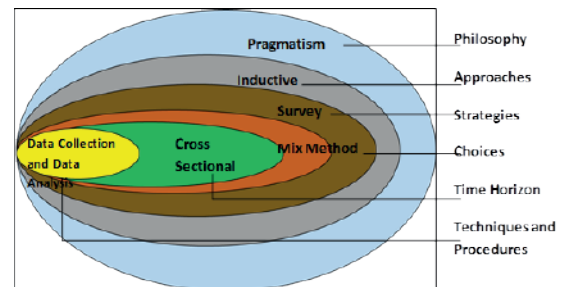 Pragmatism
Philosophy
Inductive
Approaches
Survey
Strategies
Data Collection
and Data
Analysis
Cross
Sectional
Mix Method
Choices
Time Horizon
Techniques and
Procedures